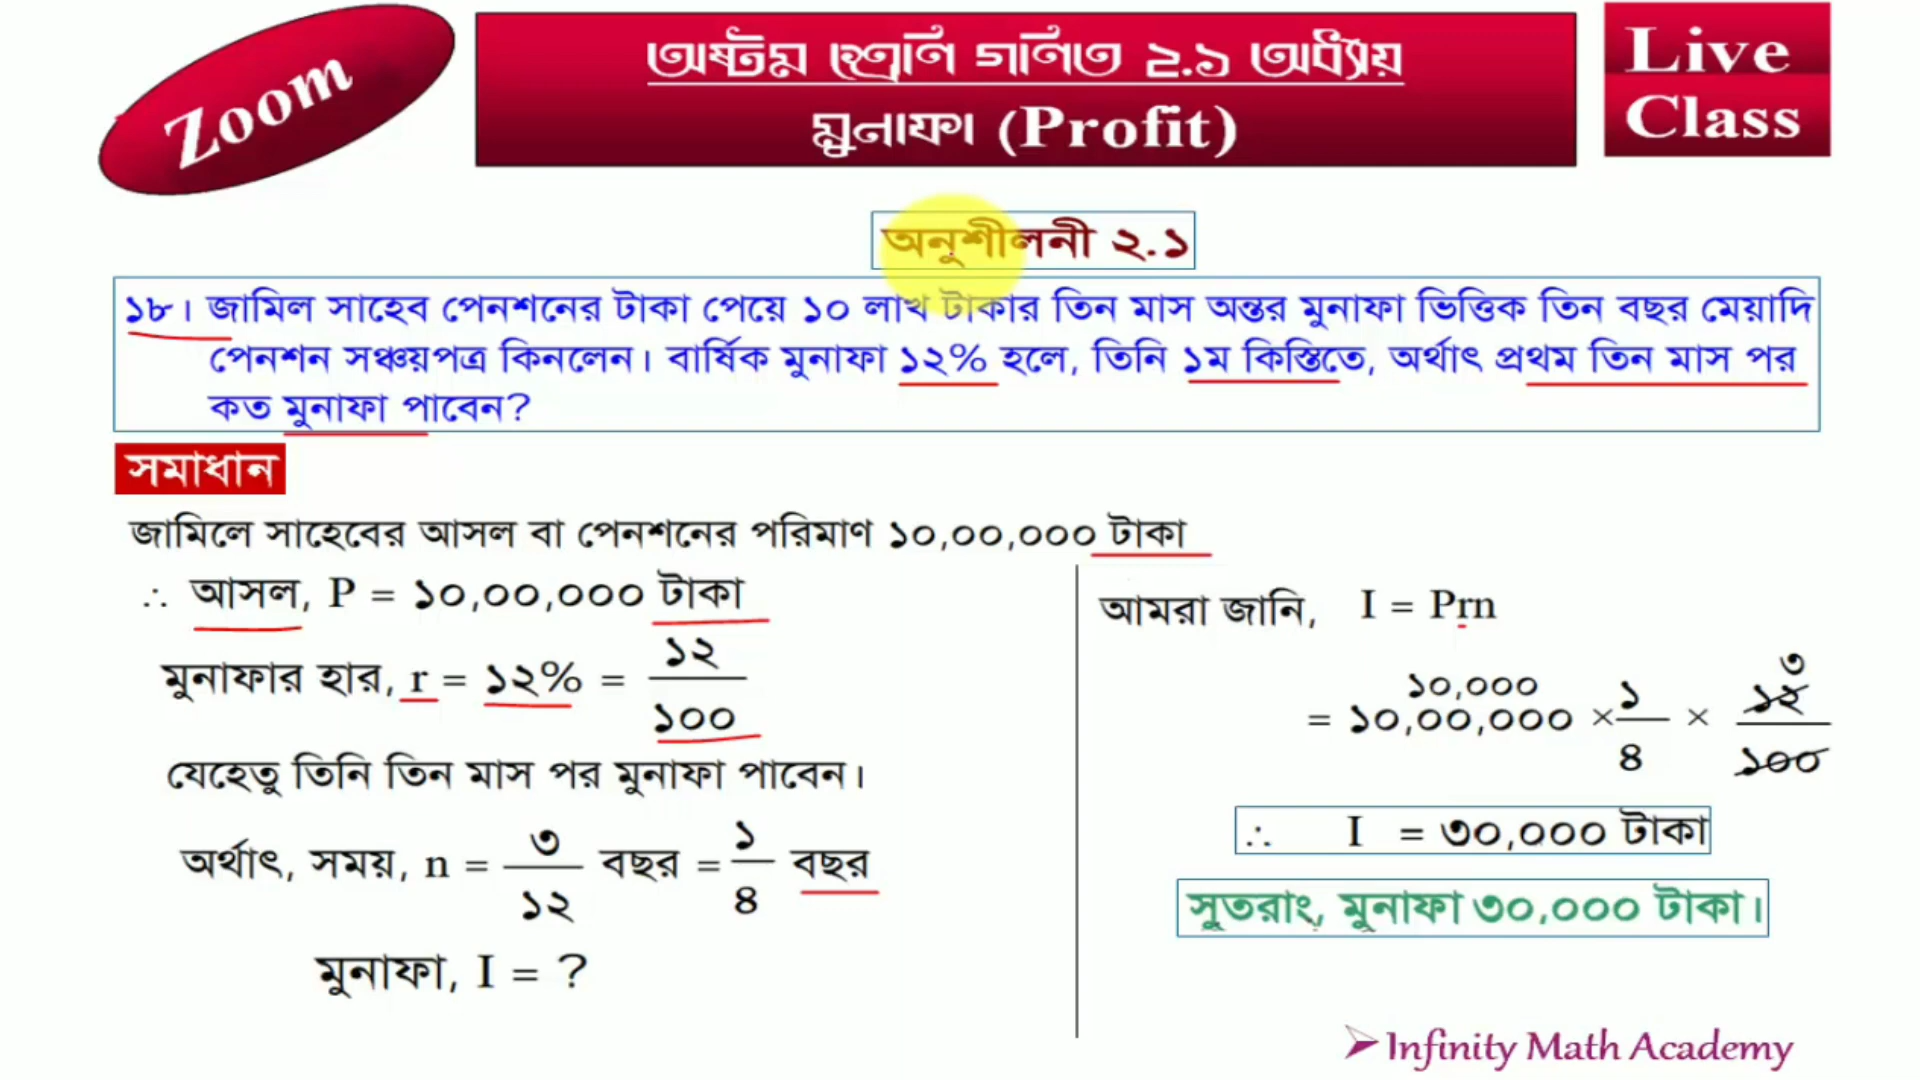 Zoom
অষ্টম শ্রেণি গণিত ২.১ অধ্যায়
মুনাফা (Profit)
Live
Class
অনুশীলনী ২.১
১৮। জামিল সাহেব পেনশনের টাকা পেয়ে ১০ লাখ টাকার তিন মাস অন্তর মুনাফা ভিত্তিক তিন বছর মেয়াদি
পেনশন সঞ্চয়পত্র কিনলেন। বার্ষিক মুনাফা ১২% হলে, তিনি ১ম কিস্তিতে, অর্থাৎ প্রথম তিন মাস পর
কত মুনাফা পাবেন?
সমাধান
জামিলে সাহেবের আসল বা পেনশনের পরিমাণ ১০,০০,০০০ টাকা
∴ আসল, P = ১০,০০,০০০ টাকা
মুনাফার হার, r = ১২% = ১২/১০০
যেহেতু তিনি তিন মাস পর মুনাফা পাবেন।
অর্থাৎ, সময়, n = ৩/১২ বছর = ১/৪ বছর
মুনাফা, I = ?
আমরা জানি, I = Prn
১০,০০০ ৩
= ১০,০০,০০০ × ১/৪ × ১২/১০০
∴ I = ৩০,০০০ টাকা
সুতরাং, মুনাফা ৩০,০০০ টাকা।
Infinity Math Academy